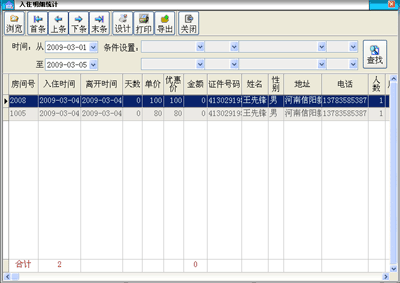 入住明细统计
浏览 首条 上条 下条 末条 设计 打印 导出 关闭
时间: 从 2009-03-01 条件设置:
至 2009-03-05 查找
房间号 入住时间 离开时间 天数 单价 优惠价 金额 证件号码 姓名 性别 地址 电话 人数
2008 2009-03-04 2009-03-04 0 100 100 0 41302919 王先锋 男 河南信阳 13783585387 1
1005 2009-03-04 2009-03-04 0 80 80 0 41302919 王先锋 男 河南信阳 13783585387 1
合计 2 0